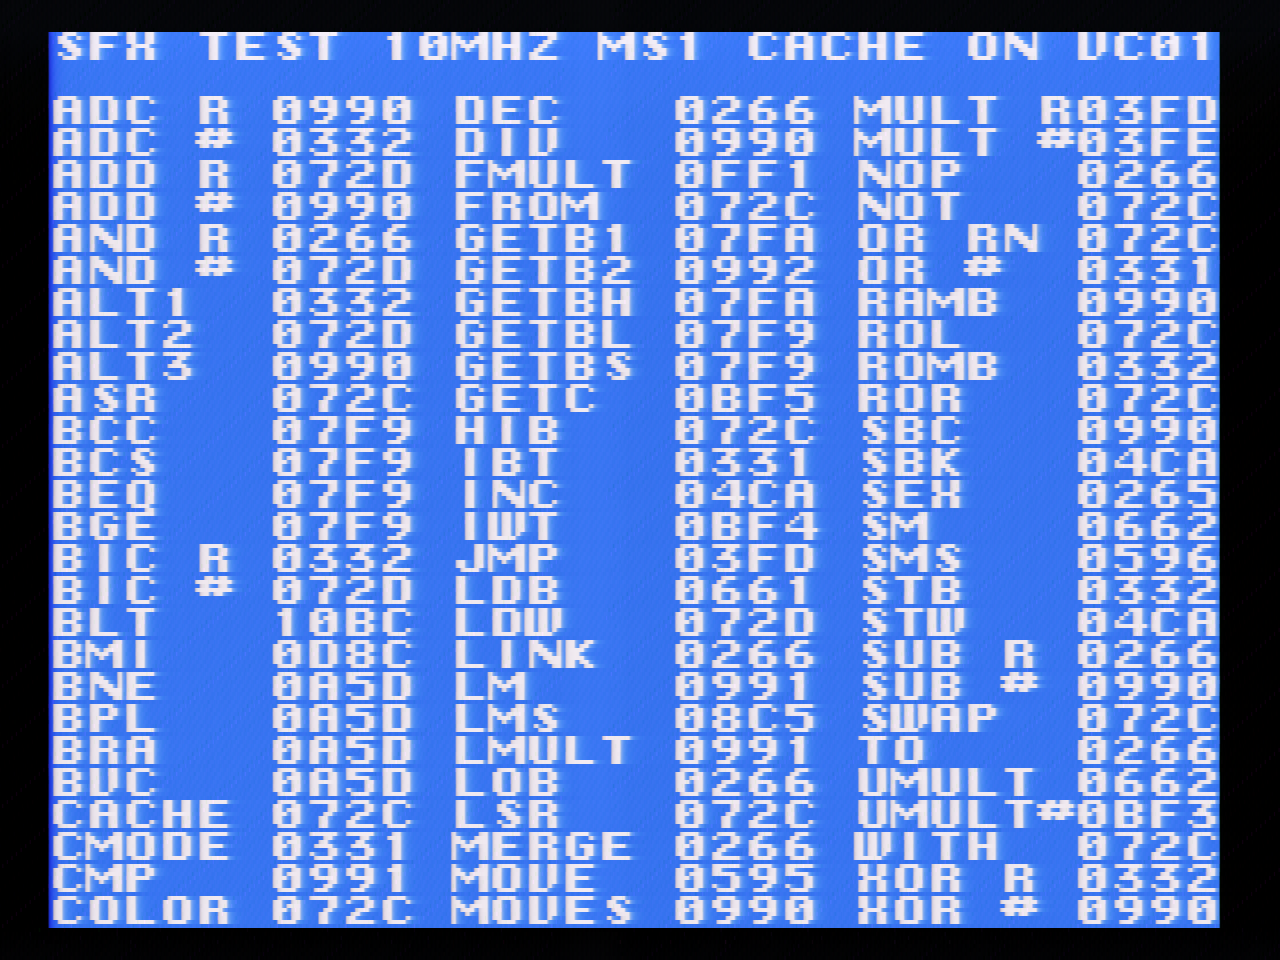 SFX TEST 10MHZ MS1 CACHE ON VC01
ADC R 0990 DEC 0266 MULT R03FD
ADC # 0332 DIV 0990 MULT #03FE
ADD R 072D FMULT 0FF1 NOP 0266
ADD # 0990 FROM 072C NOT 072C
AND R 0266 GETB1 07FA OR RN 072C
AND # 072D GETB2 0992 OR # 0331
ALT1 0332 GETBH 07FA RAMB 0990
ALT2 072D GETBL 07F9 ROL 072C
ALT3 0990 GETBS 07F9 ROMB 0332
ASR 072C GETC 0BF5 ROR 072C
BCC 07F9 HIB 072C SBC 0990
BCS 07F9 IBT 0331 SBK 04CA
BEQ 07F9 INC 04CA SEX 0265
BGE 07F9 IWT 0BF4 SM 0662
BIC R 0332 JMP 03FD SMS 0596
BIC # 072D LDB 0661 STB 0332
BLT 10BC LDW 072D STW 04CA
BMI 0D8C LINK 0266 SUB R 0266
BNE 0A5D LM 0991 SUB # 0990
BPL 0A5D LMS 08C5 SWAP 072C
BRA 0A5D LMULT 0991 TO 0266
BVC 0A5D LOB 0266 UMULT 0662
CACHE 072C LSR 072C UMULT#0BF3
CMODE 0331 MERGE 0266 WITH 072C
CMP 0991 MOVE 0595 XOR R 0332
COLOR 072C MOVES 0990 XOR # 0990